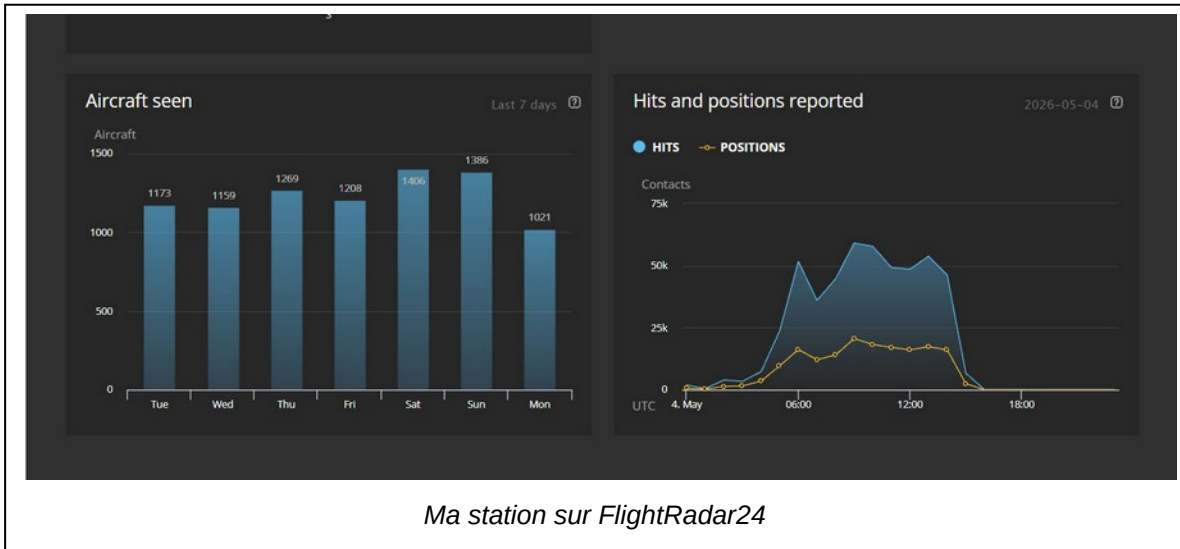 Aircraft seen
Last 7 days
Aircraft
1500
1000
500
0
1173
1159
1269
1208
1406
1386
1021
Tue Wed Thu Fri Sat Sun Mon
Hits and positions reported
2026-05-04
HITS POSITIONS
Contacts
75k
50k
25k
0
UTC 4. May 06:00 12:00 18:00
Ma station sur FlightRadar24